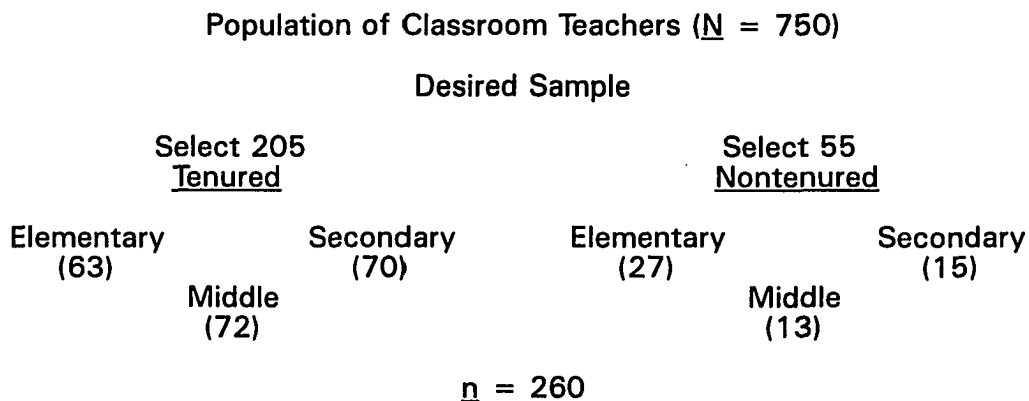 Population of Classroom Teachers (N = 750)
Desired Sample
Select 205
Tenured
Select 55
Nontenured
Elementary
(63)
Secondary
(70)
Middle
(72)
Elementary
(27)
Secondary
(15)
Middle
(13)
n = 260